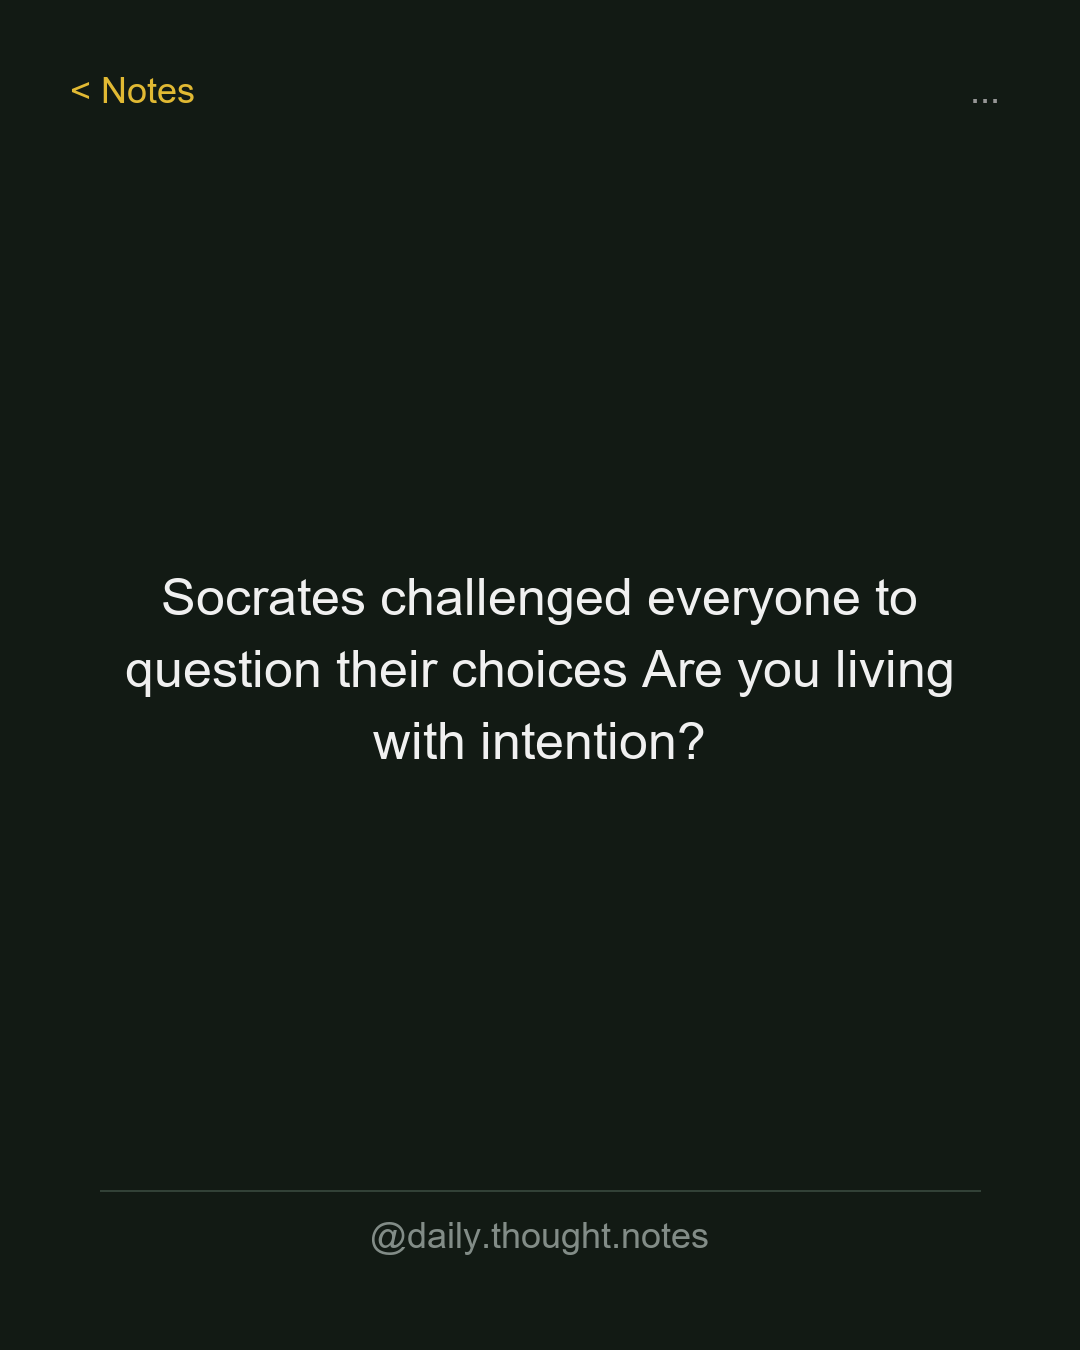 < Notes
...
Socrates challenged everyone to
question their choices Are you living
with intention?
@daily.thought.notes